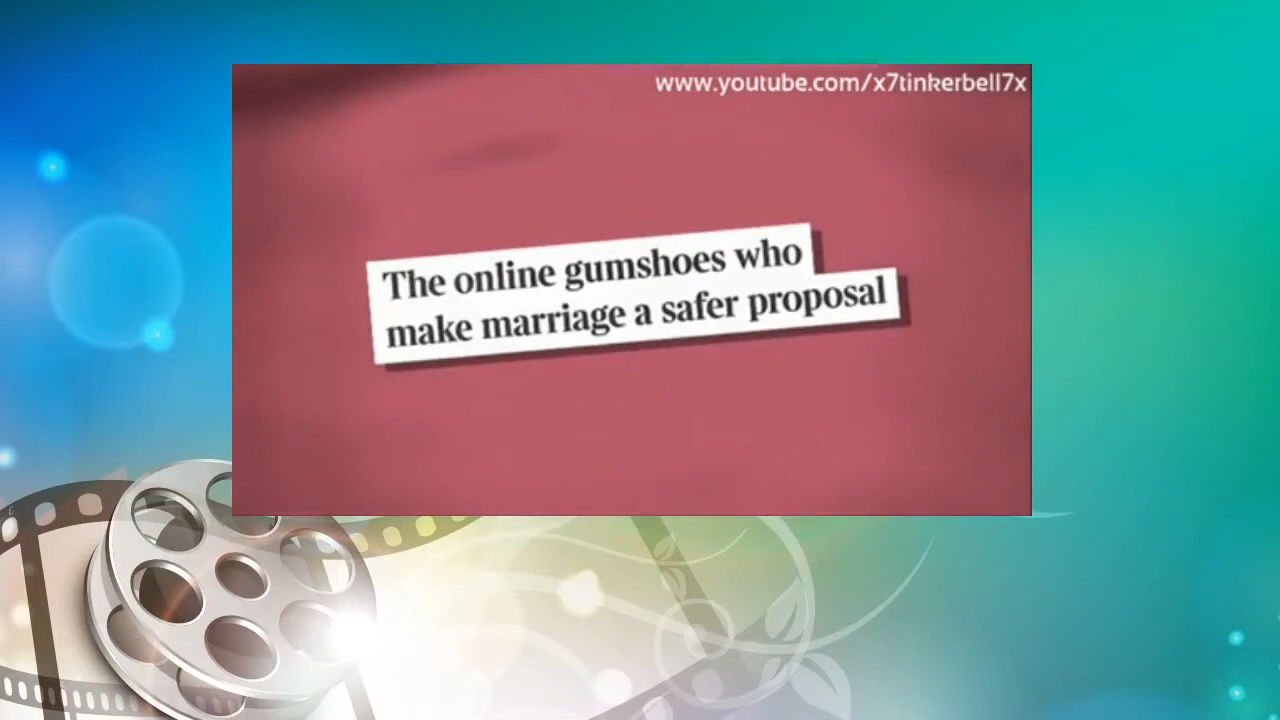 www.youtube.com/x7tinkerbell7x
The online gumshoes who
make marriage a safer proposal